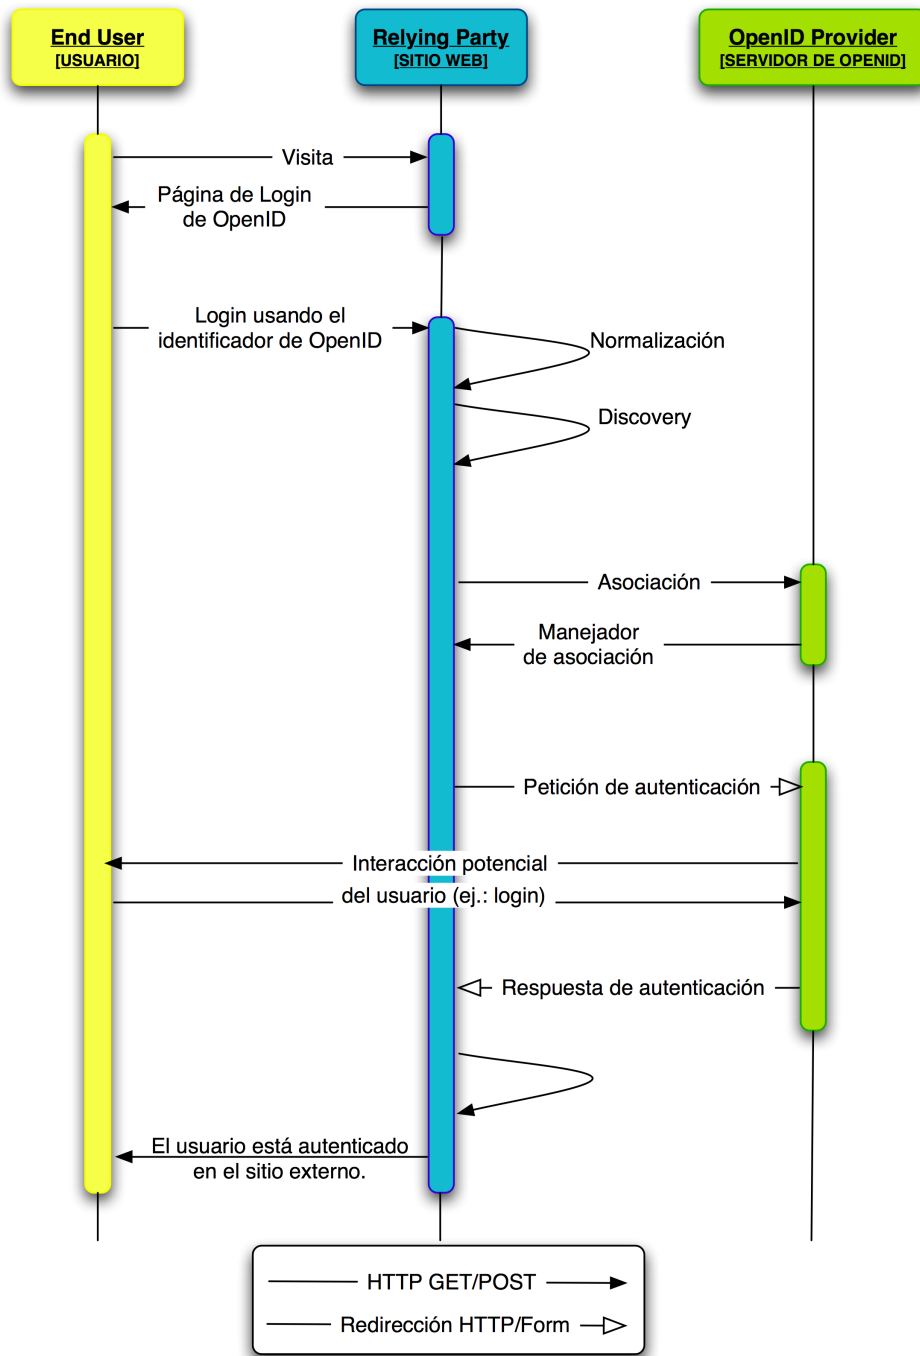 End User
[USUARIO]
Relying Party
[SITIO WEB]
OpenID Provider
[SERVIDOR DE OPENID]
Visita
Página de Login
de OpenID
Login usando el
identificador de OpenID
Normalización
Discovery
Asociación
Manejador
de asociación
Petición de autenticación
Interacción potencial
del usuario (ej.: login)
Respuesta de autenticación
El usuario está autenticado
en el sitio externo.
HTTP GET/POST
Redirección HTTP/Form